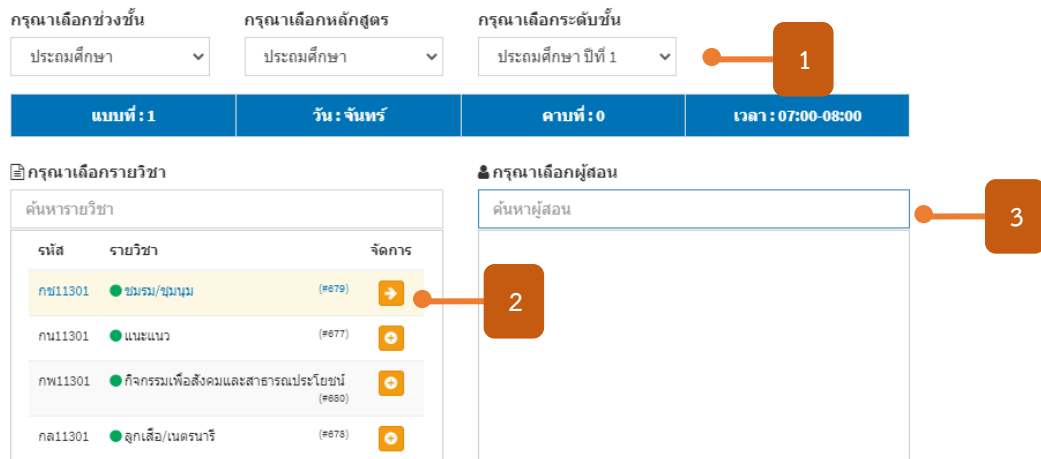 กรุณาเลือกช่วงชั้น กรุณาเลือกหลักสูตร กรุณาเลือกระดับชั้น
ประถมศึกษา ประถมศึกษา ประถมศึกษา ปีที่ 1
1
แบบที่ : 1 วัน : จันทร์ คาบที่ : 0 เวลา : 07:00-08:00
กรุณาเลือกรายวิชา กรุณาเลือกผู้สอน
ค้นหารายวิชา ค้นหาผู้สอน
3
รหัส รายวิชา จัดการ
กช11301 ชมรม/ชุมนุม (#679)
2
กน11301 แนะแนว (#677)
กพ11301 กิจกรรมเพื่อสังคมและสาธารณประโยชน์
(#680)
กล11301 ลูกเสือ/เนตรนารี (#678)